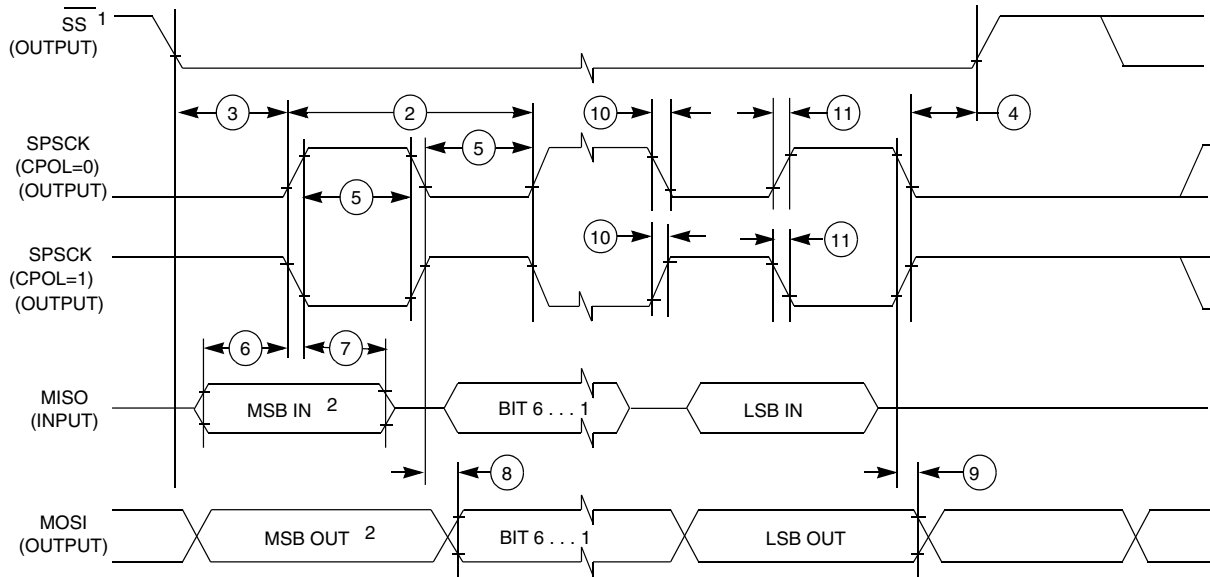 SS 1
(OUTPUT)
3
2
10
11
4
SPSCK
(CPOL=0)
(OUTPUT)
5
5
10
11
SPSCK
(CPOL=1)
(OUTPUT)
6
7
MISO
(INPUT)
MSB IN 2
BIT 6 . . . 1
LSB IN
8
9
MOSI
(OUTPUT)
MSB OUT 2
BIT 6 . . . 1
LSB OUT